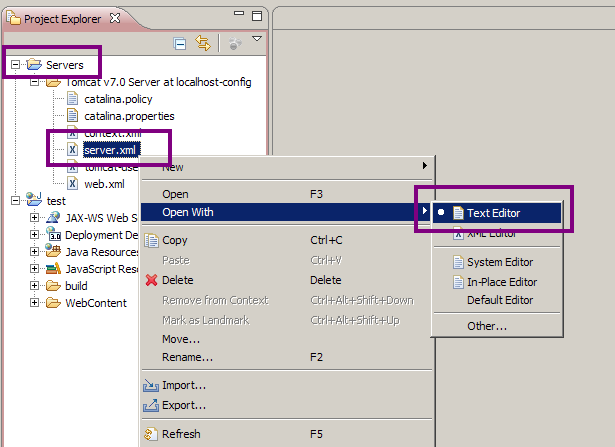 Project Explorer
Servers
Tomcat v7.0 Server at localhost-config
catalina.policy
catalina.properties
context.xml
server.xml
tomcat-use
web.xml
test
JAX-WS Web S
3.0 Deployment De
Java Resources
JavaScript Reso
build
WebContent
New
Open F3
Open With
Copy Ctrl+C
Paste Ctrl+V
Delete Delete
Remove from Context Ctrl+Alt+Shift+Down
Mark as Landmark Ctrl+Alt+Shift+Up
Move...
Rename... F2
Import...
Export...
Refresh F5
Text Editor
XML Editor
System Editor
In-Place Editor
Default Editor
Other...